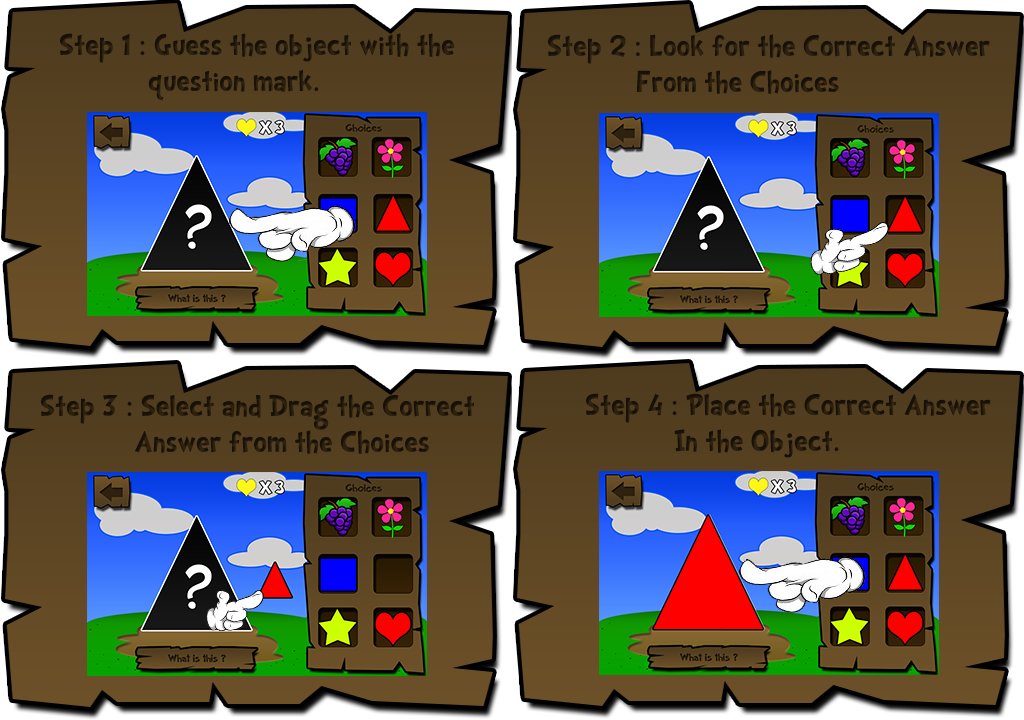 Step 1 : Guess the object with the
question mark.
X 3
Choices
?
What is this ?
Step 2 : Look for the Correct Answer
From the Choices
X 3
Choices
?
What is this ?
Step 3 : Select and Drag the Correct
Answer from the Choices
X 3
Choices
?
What is this ?
Step 4 : Place the Correct Answer
In the Object.
X 3
Choices
What is this ?